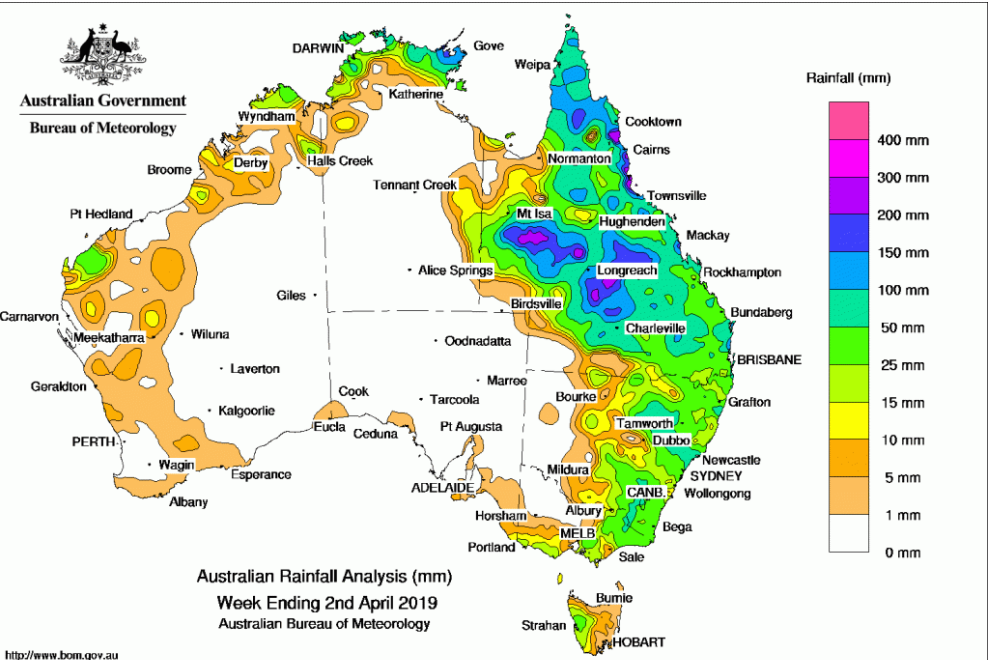 Australian Government
Bureau of Meteorology
DARWIN
Gove
Weipa
Katherine
Wyndham
Cooktown
Cairns
Broome
Derby
Halls Creek
Normanton
Tennant Creek
Townsville
Pt Hedland
Mt Isa
Hughenden
Mackay
Alice Springs
Longreach
Rockhampton
Giles
Birdsville
Carnarvon
Bundaberg
Meekatharra
Wiluna
Oodnadatta
Charleville
BRISBANE
Laverton
Marree
Geraldton
Cook
Tarcoola
Bourke
Grafton
Kalgoorlie
Eucla
Ceduna
Pt Augusta
Tamworth
Dubbo
PERTH
Wagin
Esperance
Mildura
Newcastle
SYDNEY
Albany
ADELAIDE
CANB.
Wollongong
Horsham
Albury
Bega
Portland
MELB
Sale
Burnie
Strahan
HOBART
Rainfall (mm)
400 mm
300 mm
200 mm
150 mm
100 mm
50 mm
25 mm
15 mm
10 mm
5 mm
1 mm
0 mm
Australian Rainfall Analysis (mm)
Week Ending 2nd April 2019
Australian Bureau of Meteorology
http://www.bom.gov.au